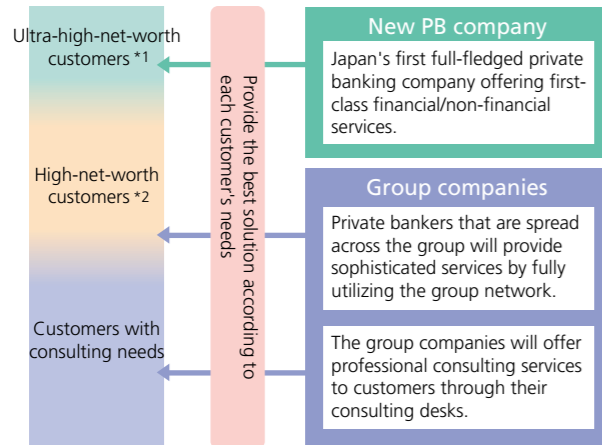 Ultra-high-net-worth
customers *1
High-net-worth
customers *2
Customers with
consulting needs
Provide the best solution according to
each customer's needs
New PB company
Japan's first full-fledged private
banking company offering first-
class financial/non-financial
services.
Group companies
Private bankers that are spread
across the group will provide
sophisticated services by fully
utilizing the group network.
The group companies will offer
professional consulting services
to customers through their
consulting desks.